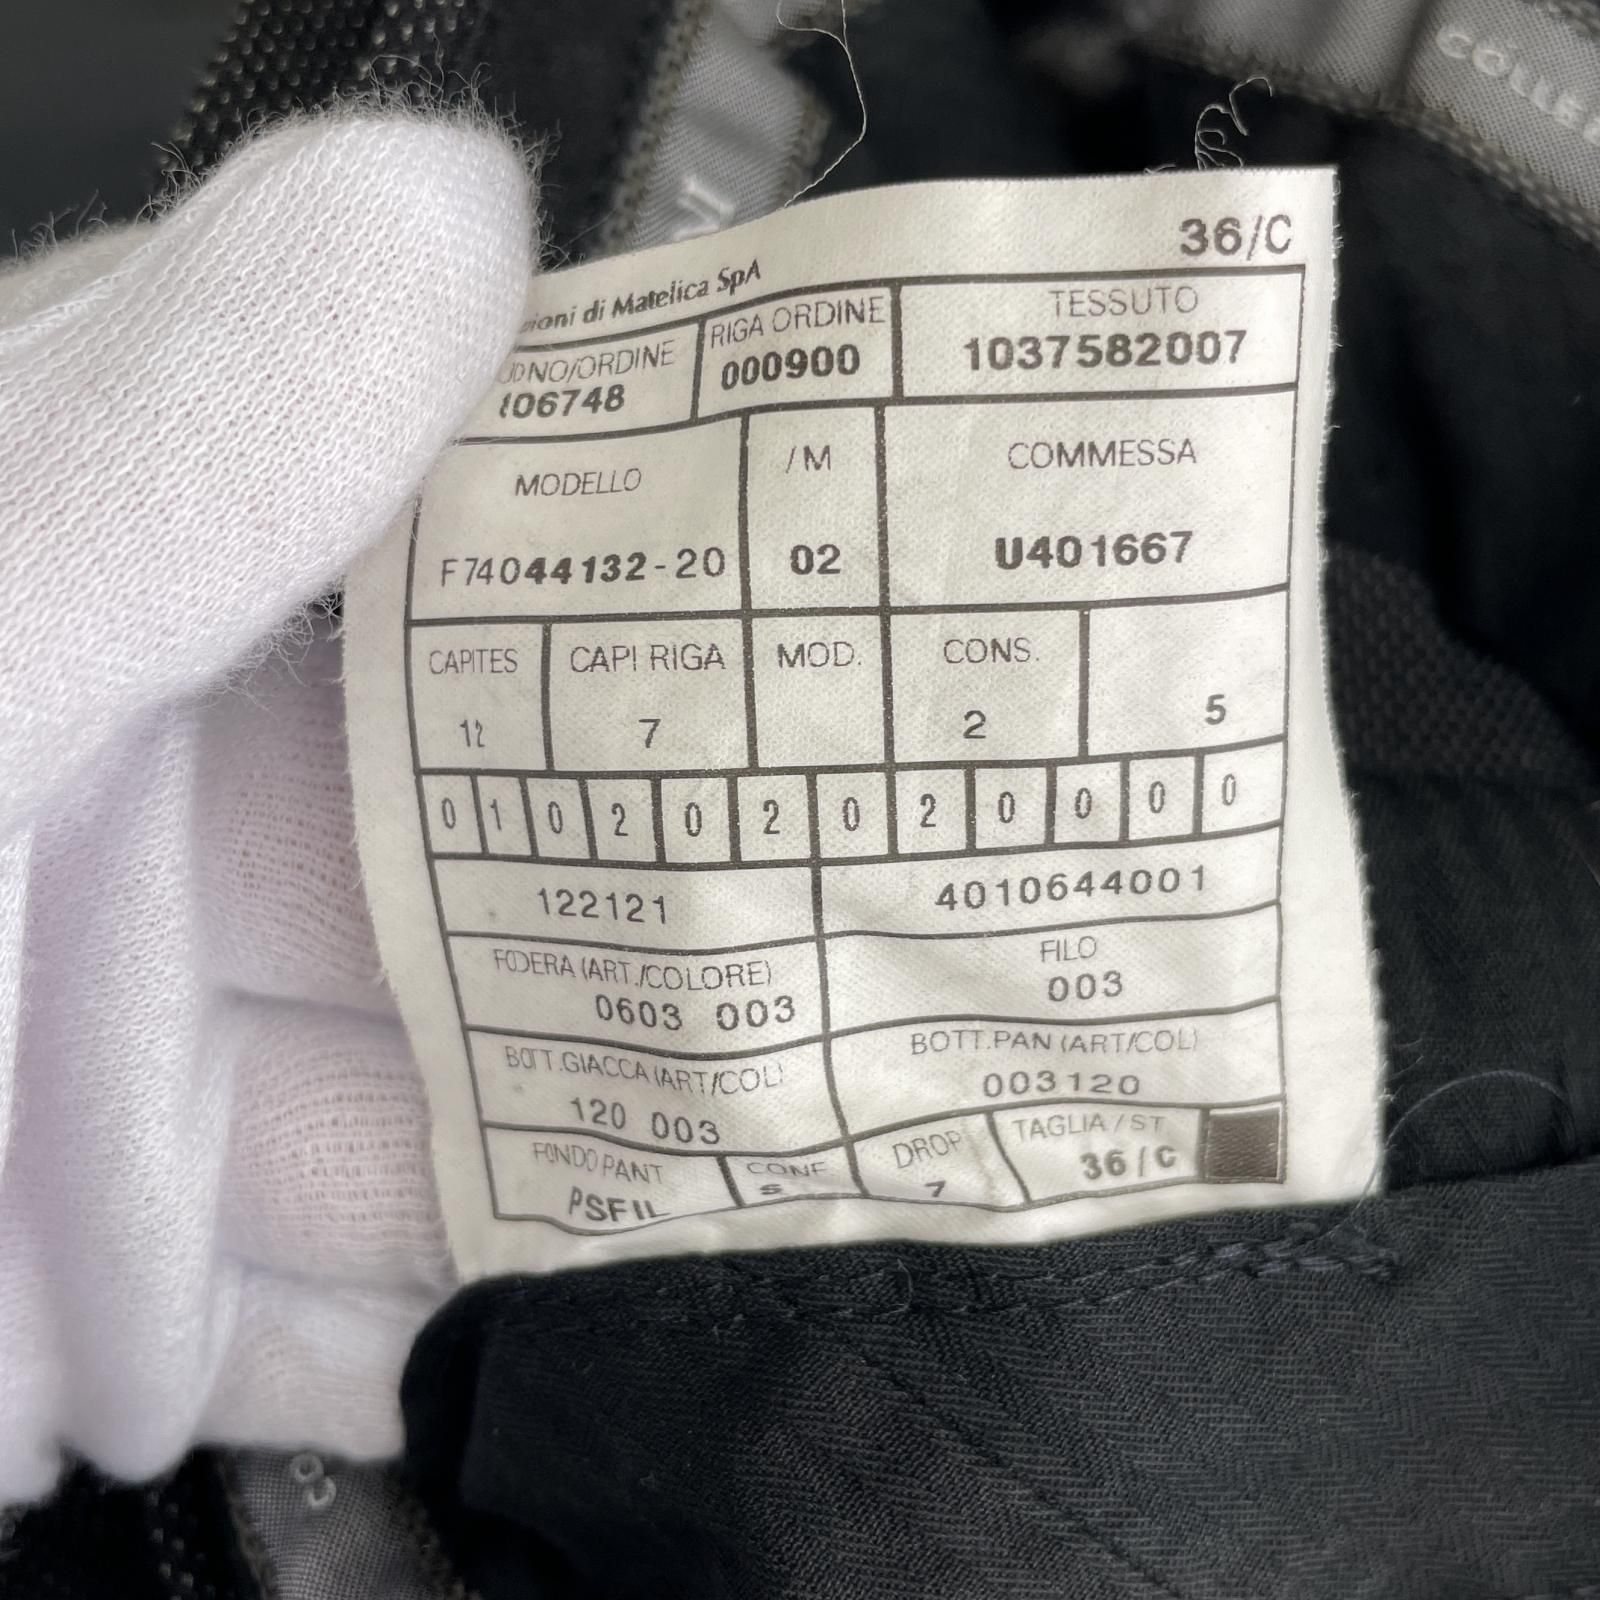 36/C
zioni di Matelica SpA
NO/ORDINE
06748
RIGA ORDINE
000900
TESSUTO
1037582007
MODELLO
F74044132-20
/M
02
COMMESSA
U401667
CAPITES
12
CAPI RIGA
7
MOD.
CONS.
2
5
0 1 0 2 0 2 0 2 0 0 0 0
122121
4010644001
FODERA (ART./COLORE)
0603 003
FILO
003
BOTT.GIACCA (ART/COL)
120 003
BOTT.PAN (ART/COL)
003120
FONDO PANT
PSFIL
CONF
S
DROP
7
TAGLIA / ST
36 / C